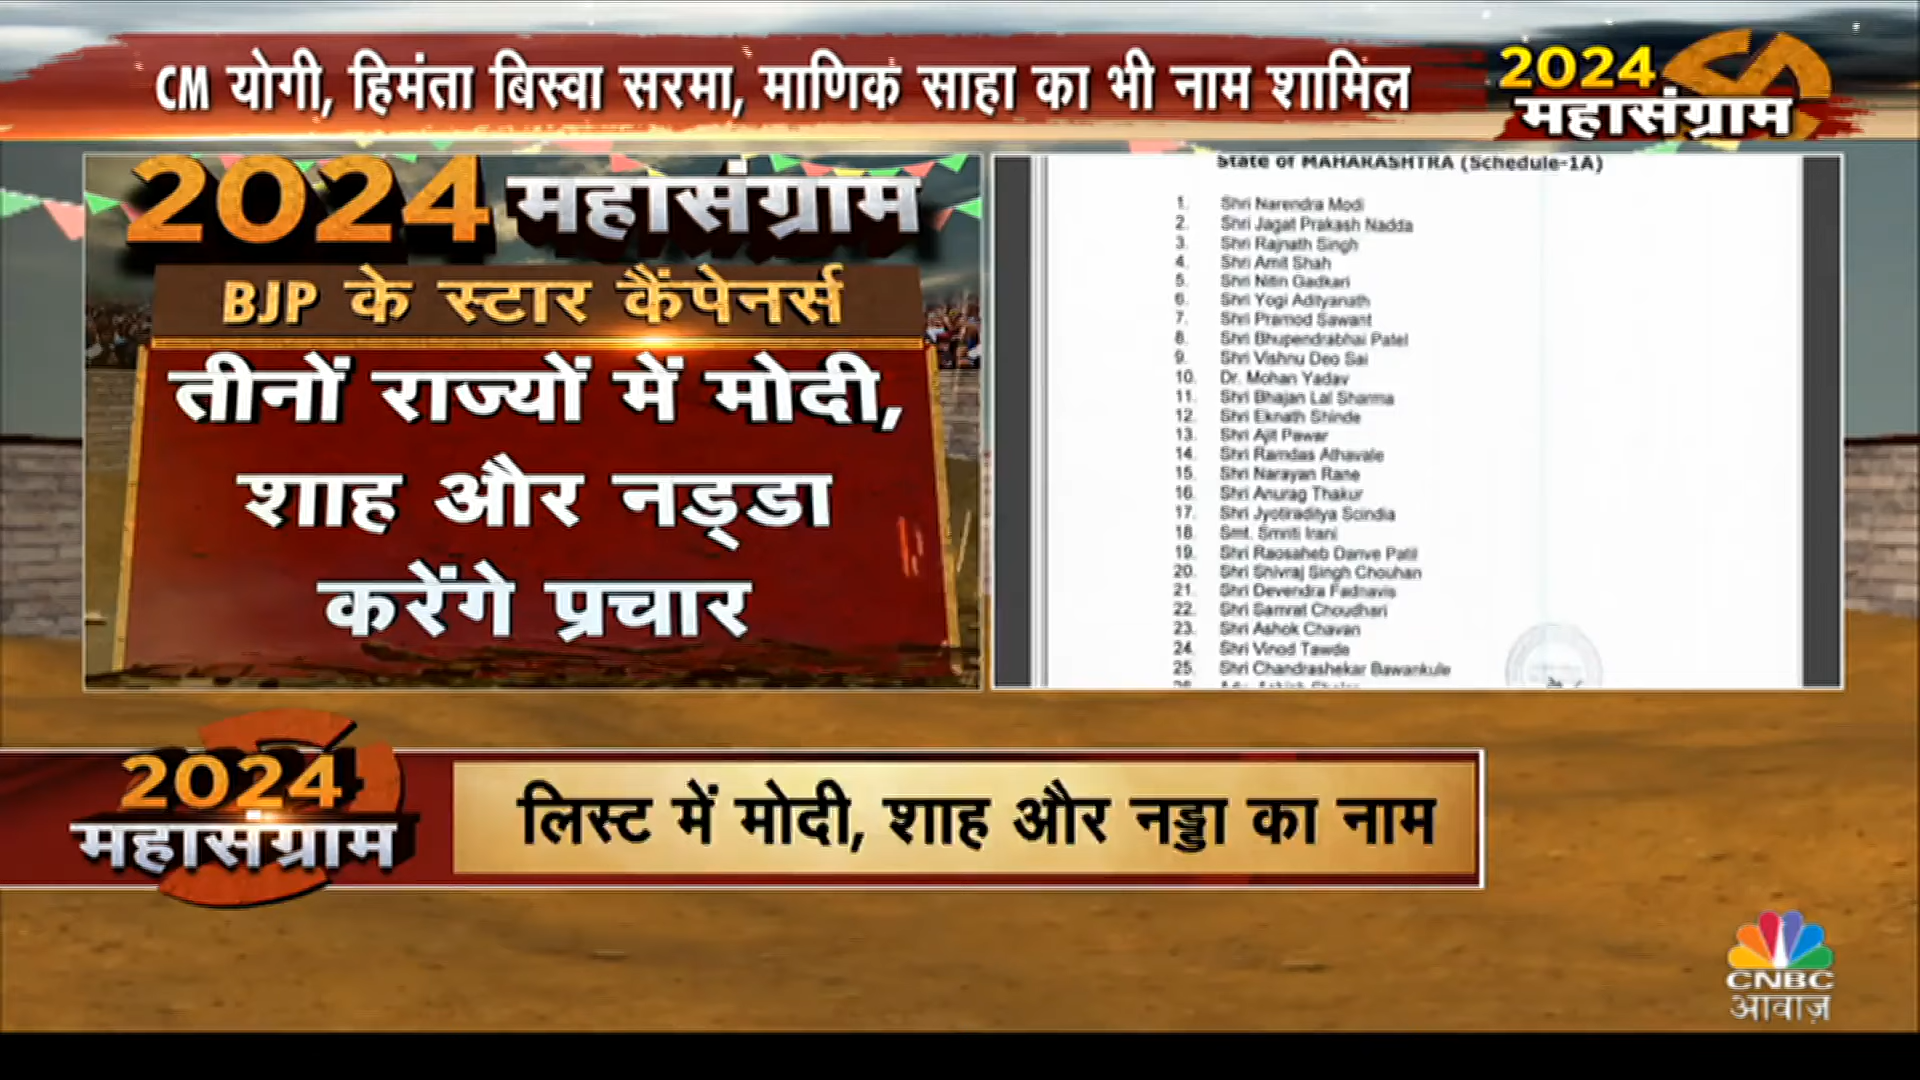 CM योगी, हिमंता बिस्वा सरमा, माणिक साहा का भी नाम शामिल
2024
महासंग्राम
2024 महासंग्राम
BJP के स्टार कैंपेनर्स
तीनों राज्यों में मोदी,
शाह और नड्‌डा
करेंगे प्रचार
State of MAHARASHTRA (Schedule-1A)
1. Shri Narendra Modi
2. Shri Jagat Prakash Nadda
3. Shri Rajnath Singh
4. Shri Amit Shah
5. Shri Nitin Gadkari
6. Shri Yogi Adityanath
7. Shri Pramod Sawant
8. Shri Bhupendrabhai Patel
9. Shri Vishnu Deo Sai
10. Dr. Mohan Yadav
11. Shri Bhajan Lal Sharma
12. Shri Eknath Shinde
13. Shri Ajit Pawar
14. Shri Ramdas Athavale
15. Shri Narayan Rane
16. Shri Anurag Thakur
17. Shri Jyotiraditya Scindia
18. Smt. Smriti Irani
19. Shri Raosaheb Danve Patil
20. Shri Shivraj Singh Chouhan
21. Shri Devendra Fadnavis
22. Shri Samrat Choudhari
23. Shri Ashok Chavan
24. Shri Vinod Tawde
25. Shri Chandrashekar Bawankule
2024
महासंग्राम
लिस्ट में मोदी, शाह और नड्डा का नाम
CNBC
आवाज़